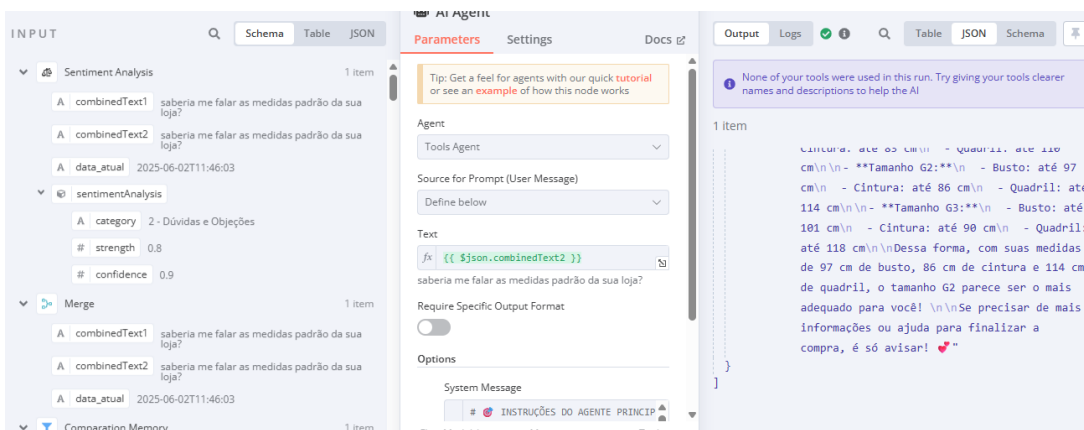 INPUT
Schema Table JSON
Sentiment Analysis 1 item
A combinedText1 saberia me falar as medidas padrão da sua
loja?
A combinedText2 saberia me falar as medidas padrão da sua
loja?
A data_atual 2025-06-02T11:46:03
sentimentAnalysis
A category 2 - Dúvidas e Objeções
# strength 0.8
# confidence 0.9
Merge 1 item
A combinedText1 saberia me falar as medidas padrão da sua
loja?
A combinedText2 saberia me falar as medidas padrão da sua
loja?
A data_atual 2025-06-02T11:46:03
Comparation Memory 1 item
AI Agent
Parameters Settings Docs
Tip: Get a feel for agents with our quick tutorial
or see an example of how this node works
Agent
Tools Agent
Source for Prompt (User Message)
Define below
Text
fx {{ $json.combinedText2 }}
saberia me falar as medidas padrão da sua loja?
Require Specific Output Format
Options
System Message
# 🎯 INSTRUÇÕES DO AGENTE PRINCIP
Output Logs Table JSON Schema
None of your tools were used in this run. Try giving your tools clearer
names and descriptions to help the AI
1 item
Cintura: até 83 cm\n - Quadril: até 110
cm\n\n- **Tamanho G2:**\n - Busto: até 97
cm\n - Cintura: até 86 cm\n - Quadril: até
114 cm\n\n- **Tamanho G3:**\n - Busto: até
101 cm\n - Cintura: até 90 cm\n - Quadril:
até 118 cm\n\nDessa forma, com suas medidas
de 97 cm de busto, 86 cm de cintura e 114 cm
de quadril, o tamanho G2 parece ser o mais
adequado para você! \n\nSe precisar de mais
informações ou ajuda para finalizar a
compra, é só avisar! 💕"
}
]